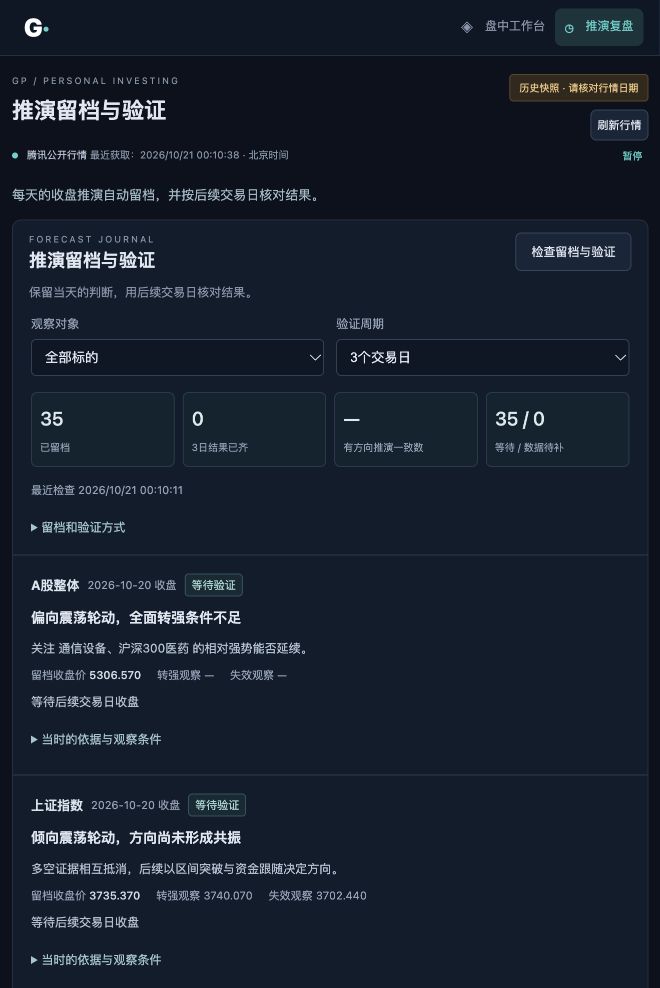 G
盘中工作台
推演复盘
GP / PERSONAL INVESTING
推演留档与验证
历史快照 · 请核对行情日期
刷新行情
腾讯公开行情 最近获取: 2026/10/21 00:10:38 · 北京时间
暂停
每天的收盘推演自动留档，并按后续交易日核对结果。
FORECAST JOURNAL
推演留档与验证
检查留档与验证
保留当天的判断，用后续交易日核对结果。
观察对象
验证周期
全部标的
3个交易日
35
已留档
0
3日结果已齐
—
有方向推演一致数
35 / 0
等待 / 数据待补
最近检查 2026/10/21 00:10:11
留档和验证方式
A股整体 2026-10-20 收盘 等待验证
偏向震荡轮动，全面转强条件不足
关注 通信设备、沪深300医药 的相对强势能否延续。
留档收盘价 5306.570 转强观察 — 失效观察 —
等待后续交易日收盘
当时的依据与观察条件
上证指数 2026-10-20 收盘 等待验证
倾向震荡轮动，方向尚未形成共振
多空证据相互抵消，后续以区间突破与资金跟随决定方向。
留档收盘价 3735.370 转强观察 3740.070 失效观察 3702.440
等待后续交易日收盘
当时的依据与观察条件